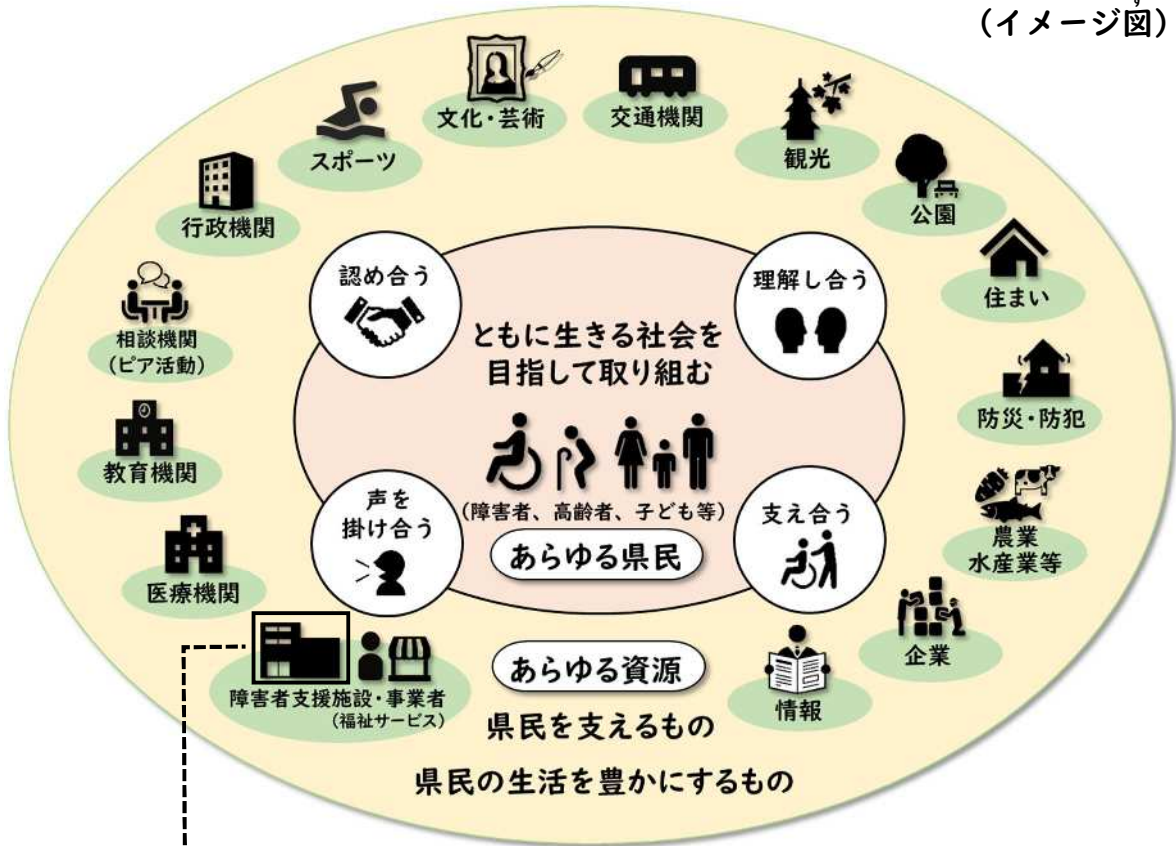 す
(イメージ図)
文化・芸術
交通機関
スポーツ
観光
行政機関
公園
相談機関
(ピア活動)
住まい
教育機関
防災・防犯
医療機関
農業
水産業等
障害者支援施設・事業者
(福祉サービス)
企業
情報
認め合う
理解し合う
ともに生きる社会を
目指して取り組む
声を
掛け合う
(障害者、高齢者、子ども等)
支え合う
あらゆる県民
あらゆる資源
県民を支えるもの
県民の生活を豊かにするもの